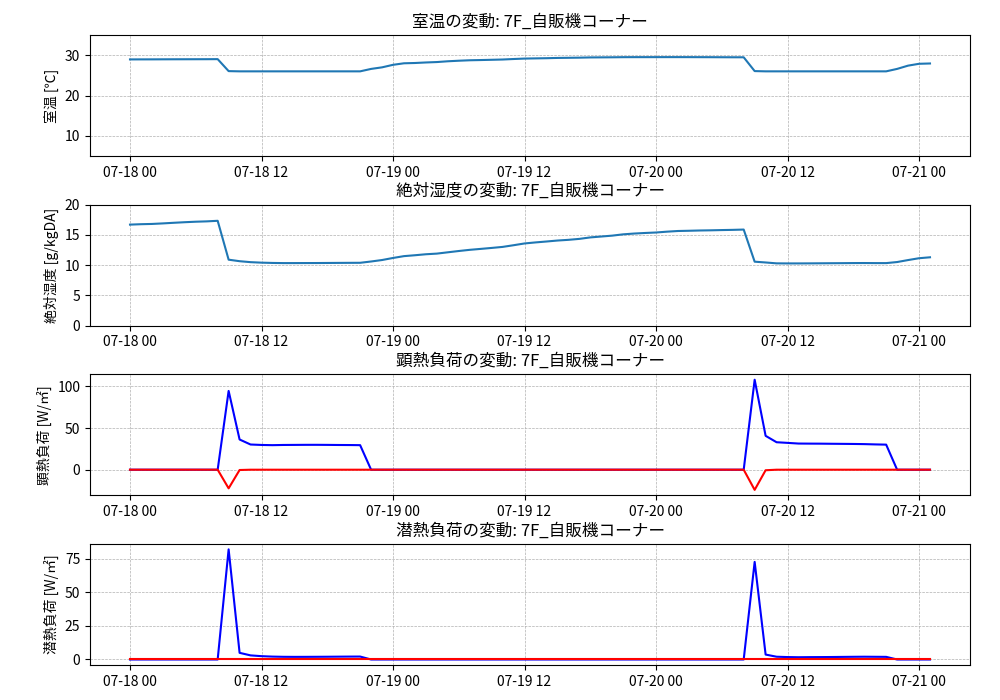 室温の変動: 7F_自販機コーナー
室温 [℃]
30
20
10
07-18 00 07-18 12 07-19 00 07-19 12 07-20 00 07-20 12 07-21 00
絶対湿度の変動: 7F_自販機コーナー
絶対湿度 [g/kgDA]
20
15
10
5
0
07-18 00 07-18 12 07-19 00 07-19 12 07-20 00 07-20 12 07-21 00
顕熱負荷の変動: 7F_自販機コーナー
顕熱負荷 [W/㎡]
100
50
0
07-18 00 07-18 12 07-19 00 07-19 12 07-20 00 07-20 12 07-21 00
潜熱負荷の変動: 7F_自販機コーナー
潜熱負荷 [W/㎡]
75
50
25
0
07-18 00 07-18 12 07-19 00 07-19 12 07-20 00 07-20 12 07-21 00